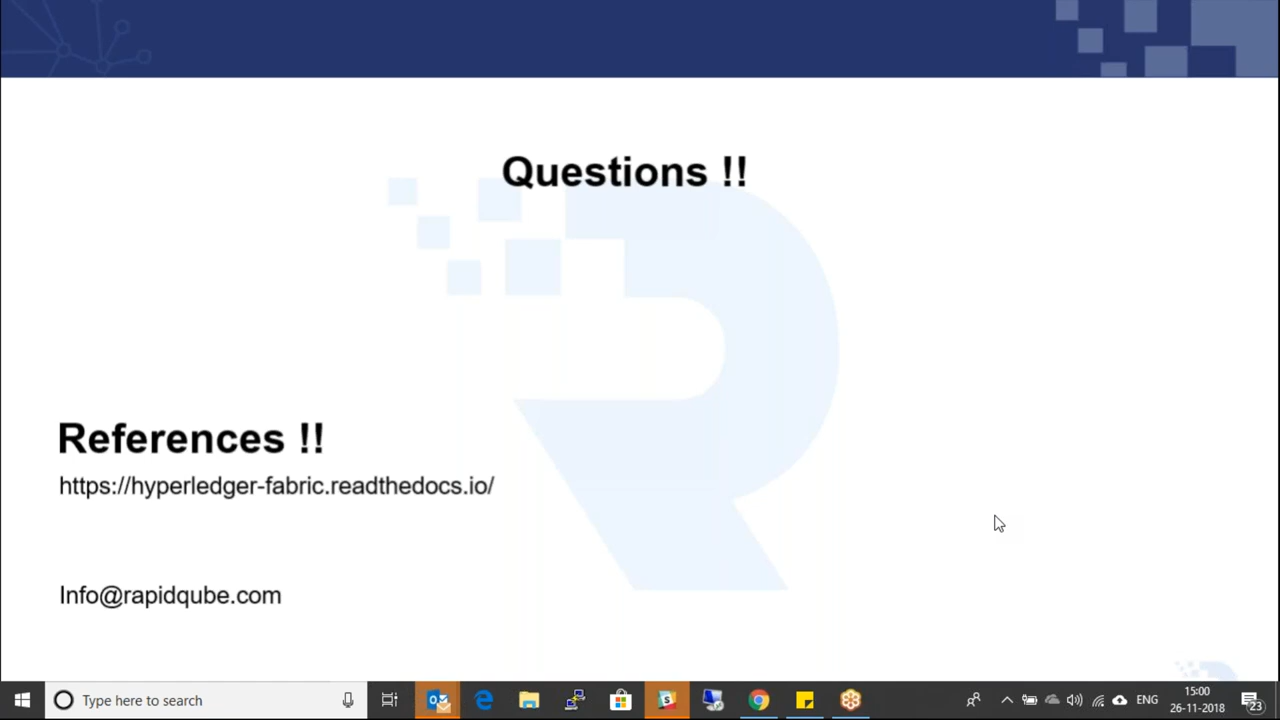 Questions !!
References !!
https://hyperledger-fabric.readthedocs.io/
Info@rapidqube.com
Type here to search
ENG
15:00
26-11-2018
23